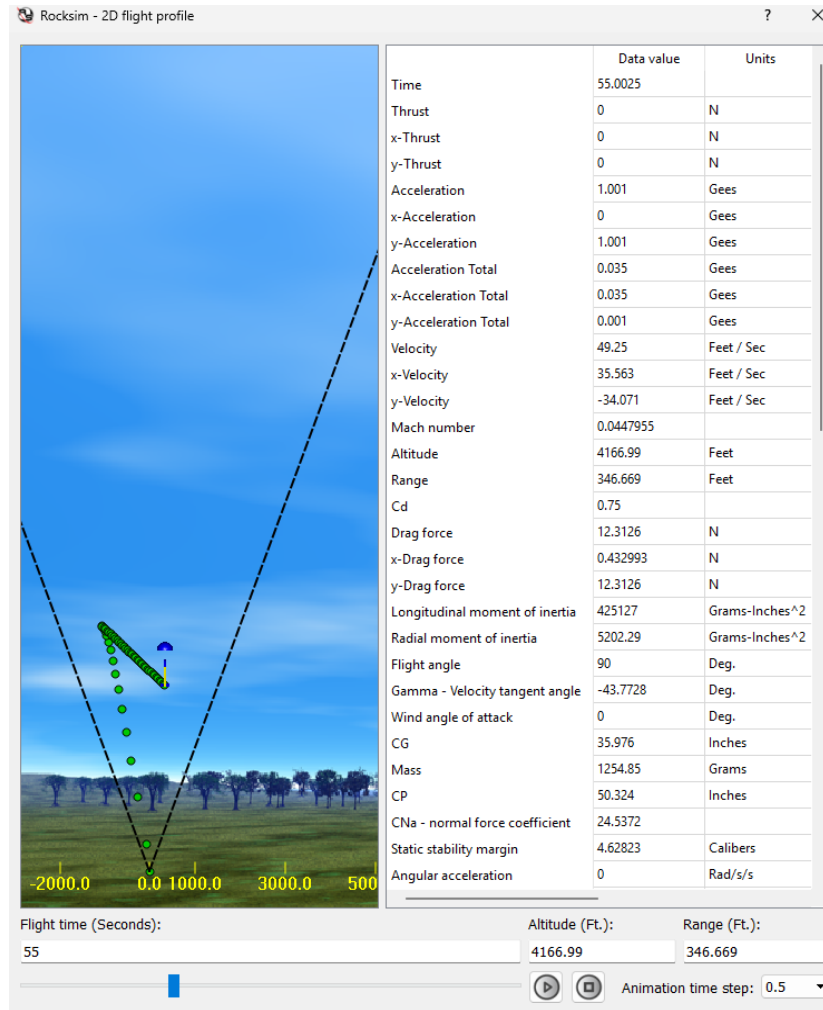 Rocksim - 2D flight profile ?
Data value Units
Time 55.0025
Thrust 0 N
x-Thrust 0 N
y-Thrust 0 N
Acceleration 1.001 Gees
x-Acceleration 0 Gees
y-Acceleration 1.001 Gees
Acceleration Total 0.035 Gees
x-Acceleration Total 0.035 Gees
y-Acceleration Total 0.001 Gees
Velocity 49.25 Feet / Sec
x-Velocity 35.563 Feet / Sec
y-Velocity -34.071 Feet / Sec
Mach number 0.0447955
Altitude 4166.99 Feet
Range 346.669 Feet
Cd 0.75
Drag force 12.3126 N
x-Drag force 0.432993 N
y-Drag force 12.3126 N
Longitudinal moment of inertia 425127 Grams-Inches^2
Radial moment of inertia 5202.29 Grams-Inches^2
Flight angle 90 Deg.
Gamma - Velocity tangent angle -43.7728 Deg.
Wind angle of attack 0 Deg.
CG 35.976 Inches
Mass 1254.85 Grams
CP 50.324 Inches
CNa - normal force coefficient 24.5372
Static stability margin 4.62823 Calibers
Angular acceleration 0 Rad/s/s
-2000.0 0.0 1000.0 3000.0 500
Flight time (Seconds): Altitude (Ft.): Range (Ft.):
55 4166.99 346.669
Animation time step: 0.5